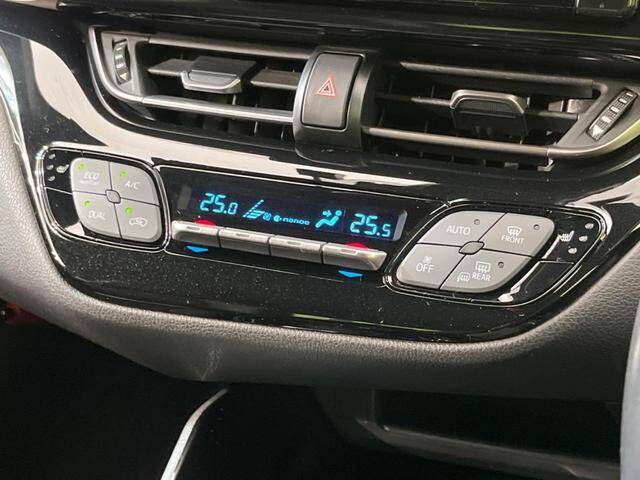 ECO
A/C
DUAL
25.0
nanoe
25.5
AUTO
FRONT
OFF
REAR